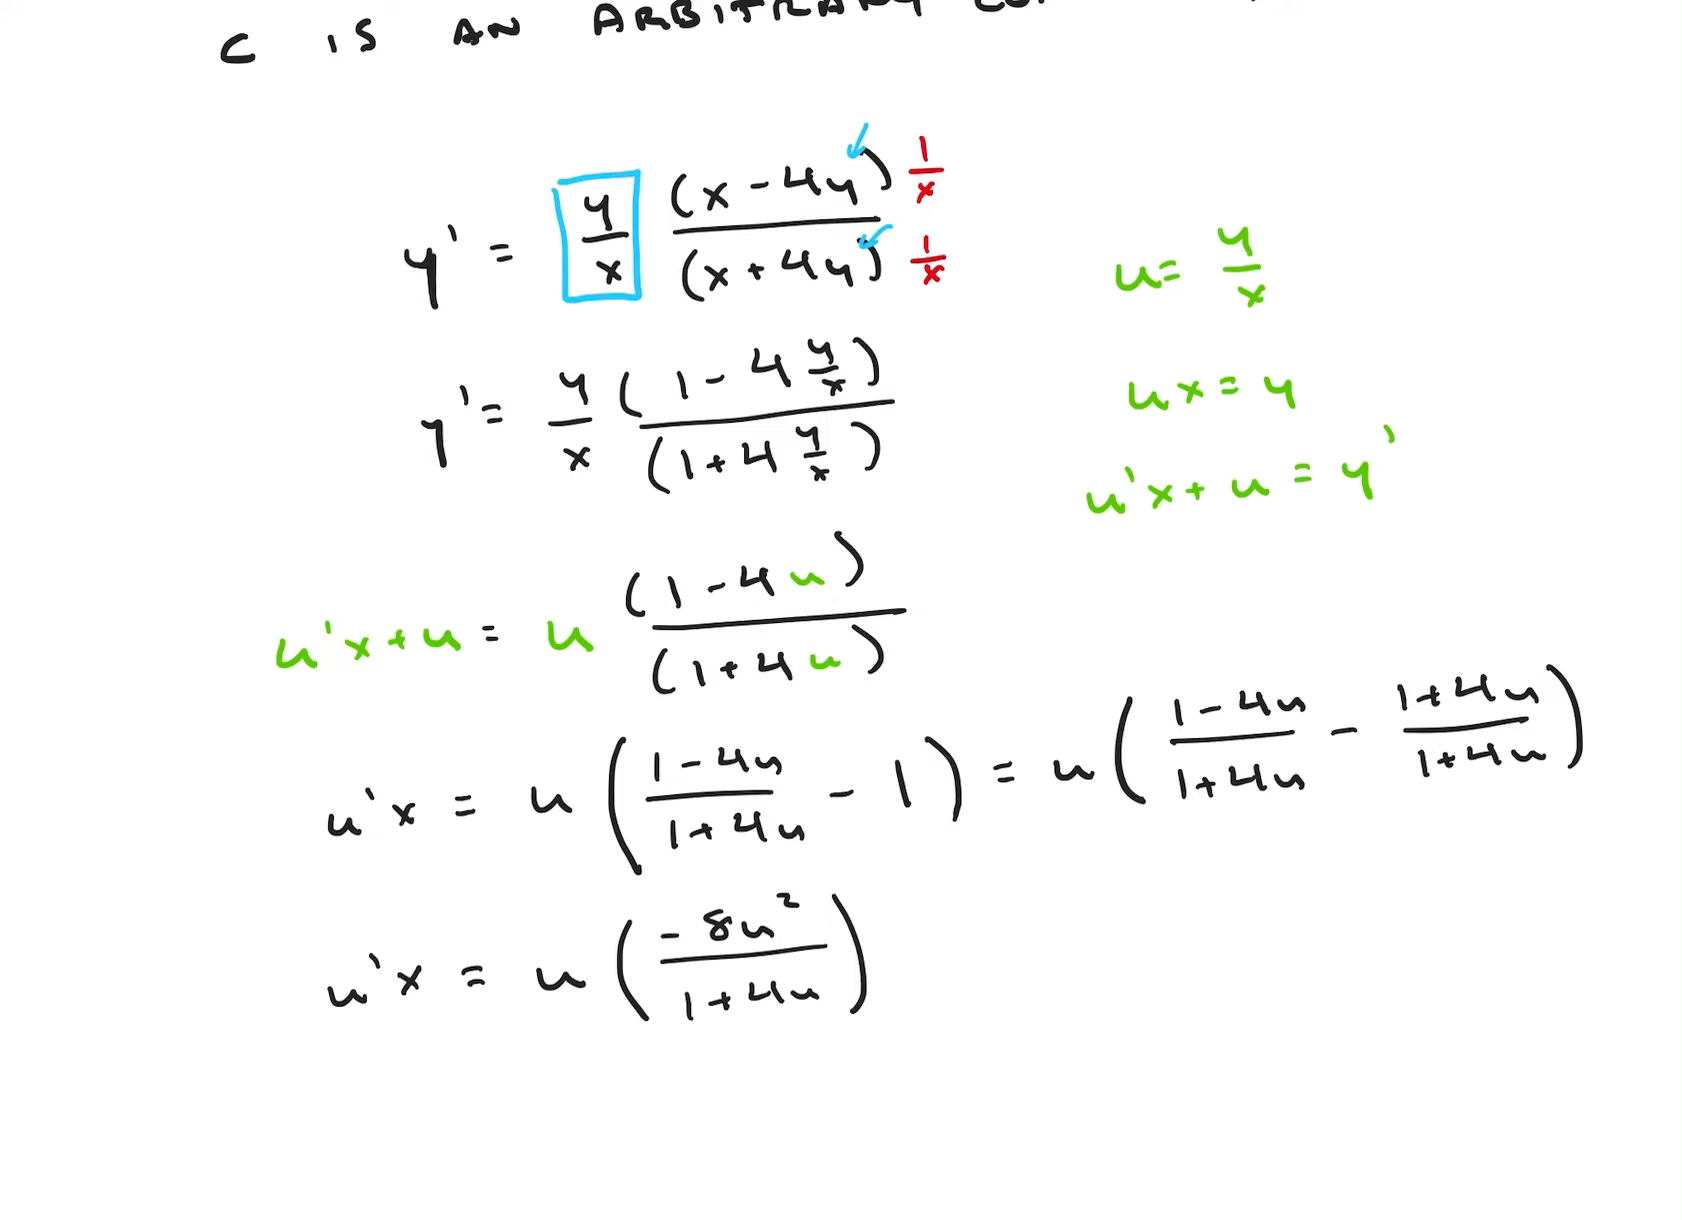 C IS AN ARBITRARY
y' = y/x (x - 4y) 1/x / (x + 4y) 1/x
u = y/x
y' = y/x (1 - 4 y/x) / (1 + 4 y/x)
ux = y
u'x + u = y'
u'x + u = u (1 - 4u) / (1 + 4u)
u'x = u ( (1 - 4u)/(1 + 4u) - 1 ) = u ( (1 - 4u)/(1 + 4u) - (1 + 4u)/(1 + 4u) )
u'x = u ( -8u² / (1 + 4u) )